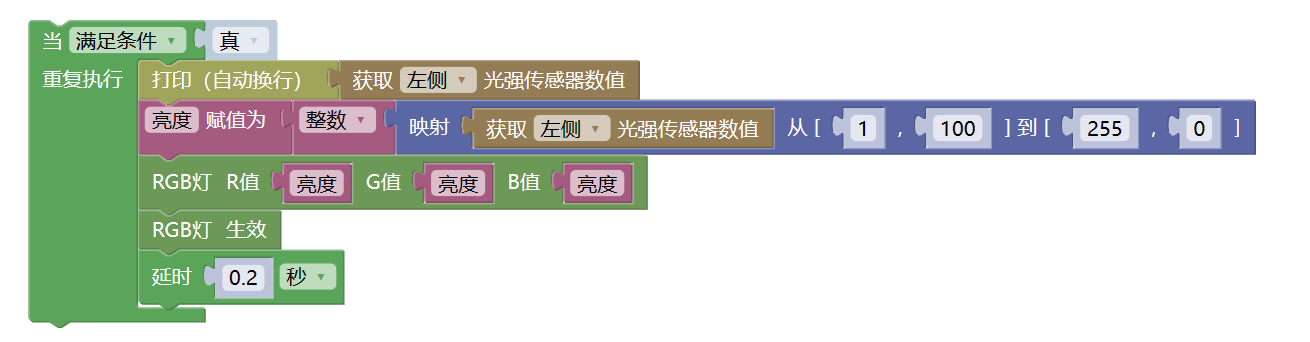 当 满足条件 真
重复执行 打印（自动换行） 获取 左侧 光强传感器数值
亮度 赋值为 整数 映射 获取 左侧 光强传感器数值 从 [ 1 , 100 ] 到 [ 255 , 0 ]
RGB灯 R值 亮度 G值 亮度 B值 亮度
RGB灯 生效
延时 0.2 秒